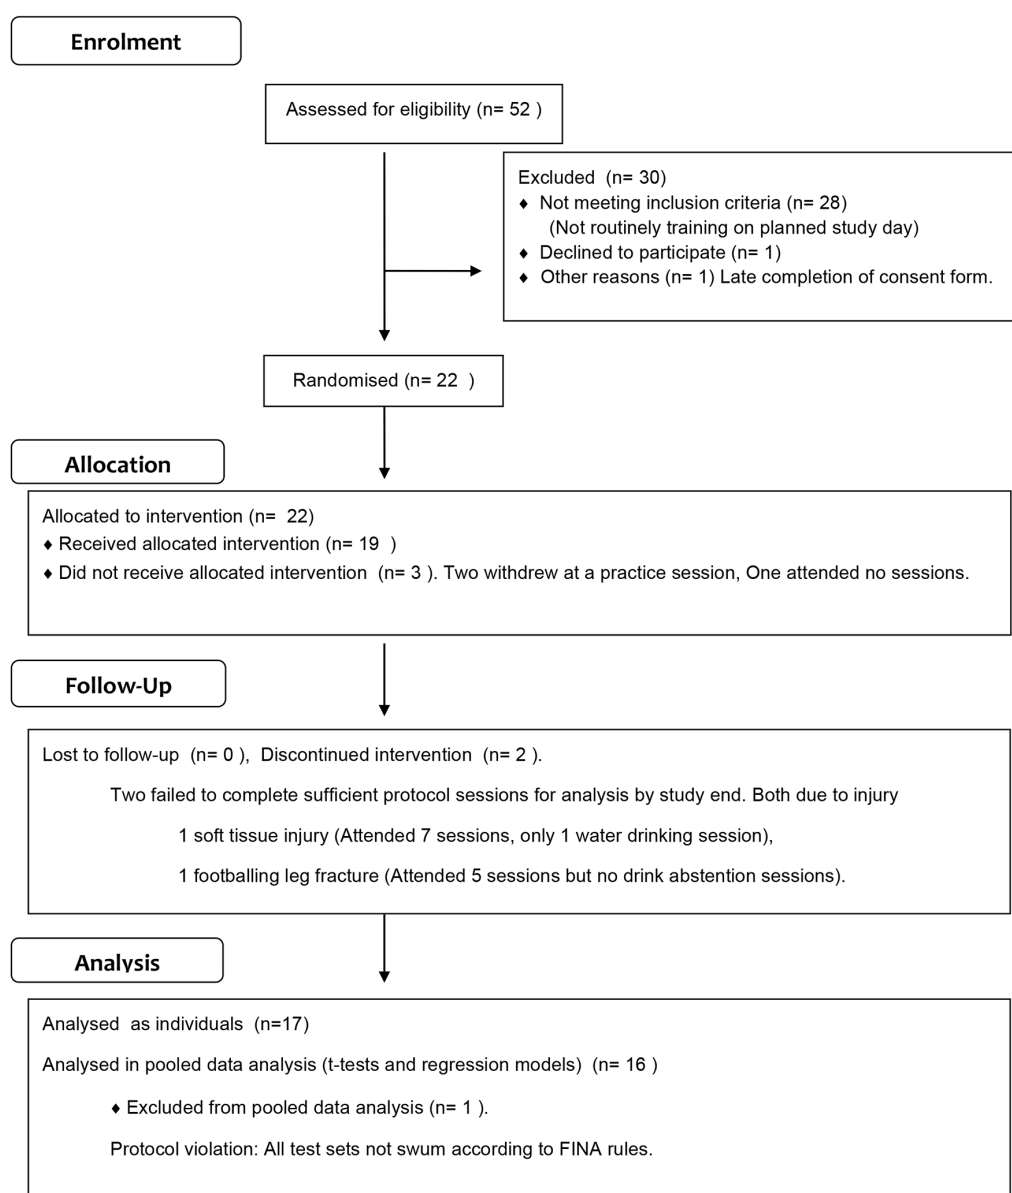 Enrolment
Assessed for eligibility (n= 52 )
Excluded (n= 30)
♦ Not meeting inclusion criteria (n= 28)
(Not routinely training on planned study day)
♦ Declined to participate (n= 1)
♦ Other reasons (n= 1) Late completion of consent form.
Randomised (n= 22 )
Allocation
Allocated to intervention (n= 22)
♦ Received allocated intervention (n= 19 )
♦ Did not receive allocated intervention (n= 3 ). Two withdrew at a practice session, One attended no sessions.
Follow-Up
Lost to follow-up (n= 0 ), Discontinued intervention (n= 2 ).
Two failed to complete sufficient protocol sessions for analysis by study end. Both due to injury
1 soft tissue injury (Attended 7 sessions, only 1 water drinking session),
1 footballing leg fracture (Attended 5 sessions but no drink abstention sessions).
Analysis
Analysed as individuals (n=17)
Analysed in pooled data analysis (t-tests and regression models) (n= 16 )
♦ Excluded from pooled data analysis (n= 1 ).
Protocol violation: All test sets not swum according to FINA rules.